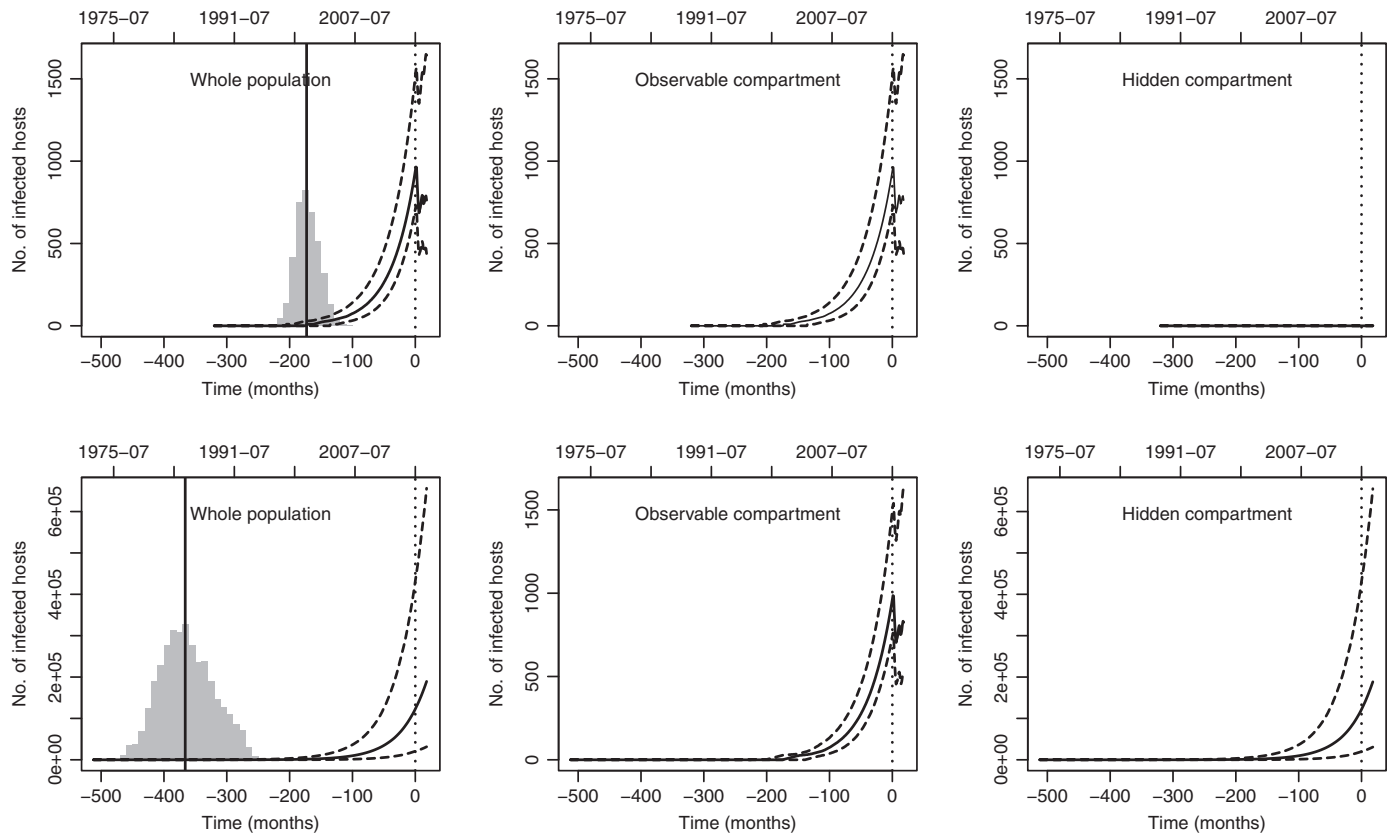 1975–07 1991–07 2007–07
Whole population
No. of infected hosts
1500
1000
500
0
−500 −400 −300 −200 −100 0
Time (months)
1975–07 1991–07 2007–07
Observable compartment
No. of infected hosts
1500
1000
500
0
−500 −400 −300 −200 −100 0
Time (months)
1975–07 1991–07 2007–07
Hidden compartment
No. of infected hosts
1500
1000
500
0
−500 −400 −300 −200 −100 0
Time (months)
1975–07 1991–07 2007–07
Whole population
No. of infected hosts
6e+05
4e+05
2e+05
0e+00
−500 −400 −300 −200 −100 0
Time (months)
1975–07 1991–07 2007–07
Observable compartment
No. of infected hosts
1500
1000
500
0
−500 −400 −300 −200 −100 0
Time (months)
1975–07 1991–07 2007–07
Hidden compartment
No. of infected hosts
6e+05
4e+05
2e+05
0e+00
−500 −400 −300 −200 −100 0
Time (months)